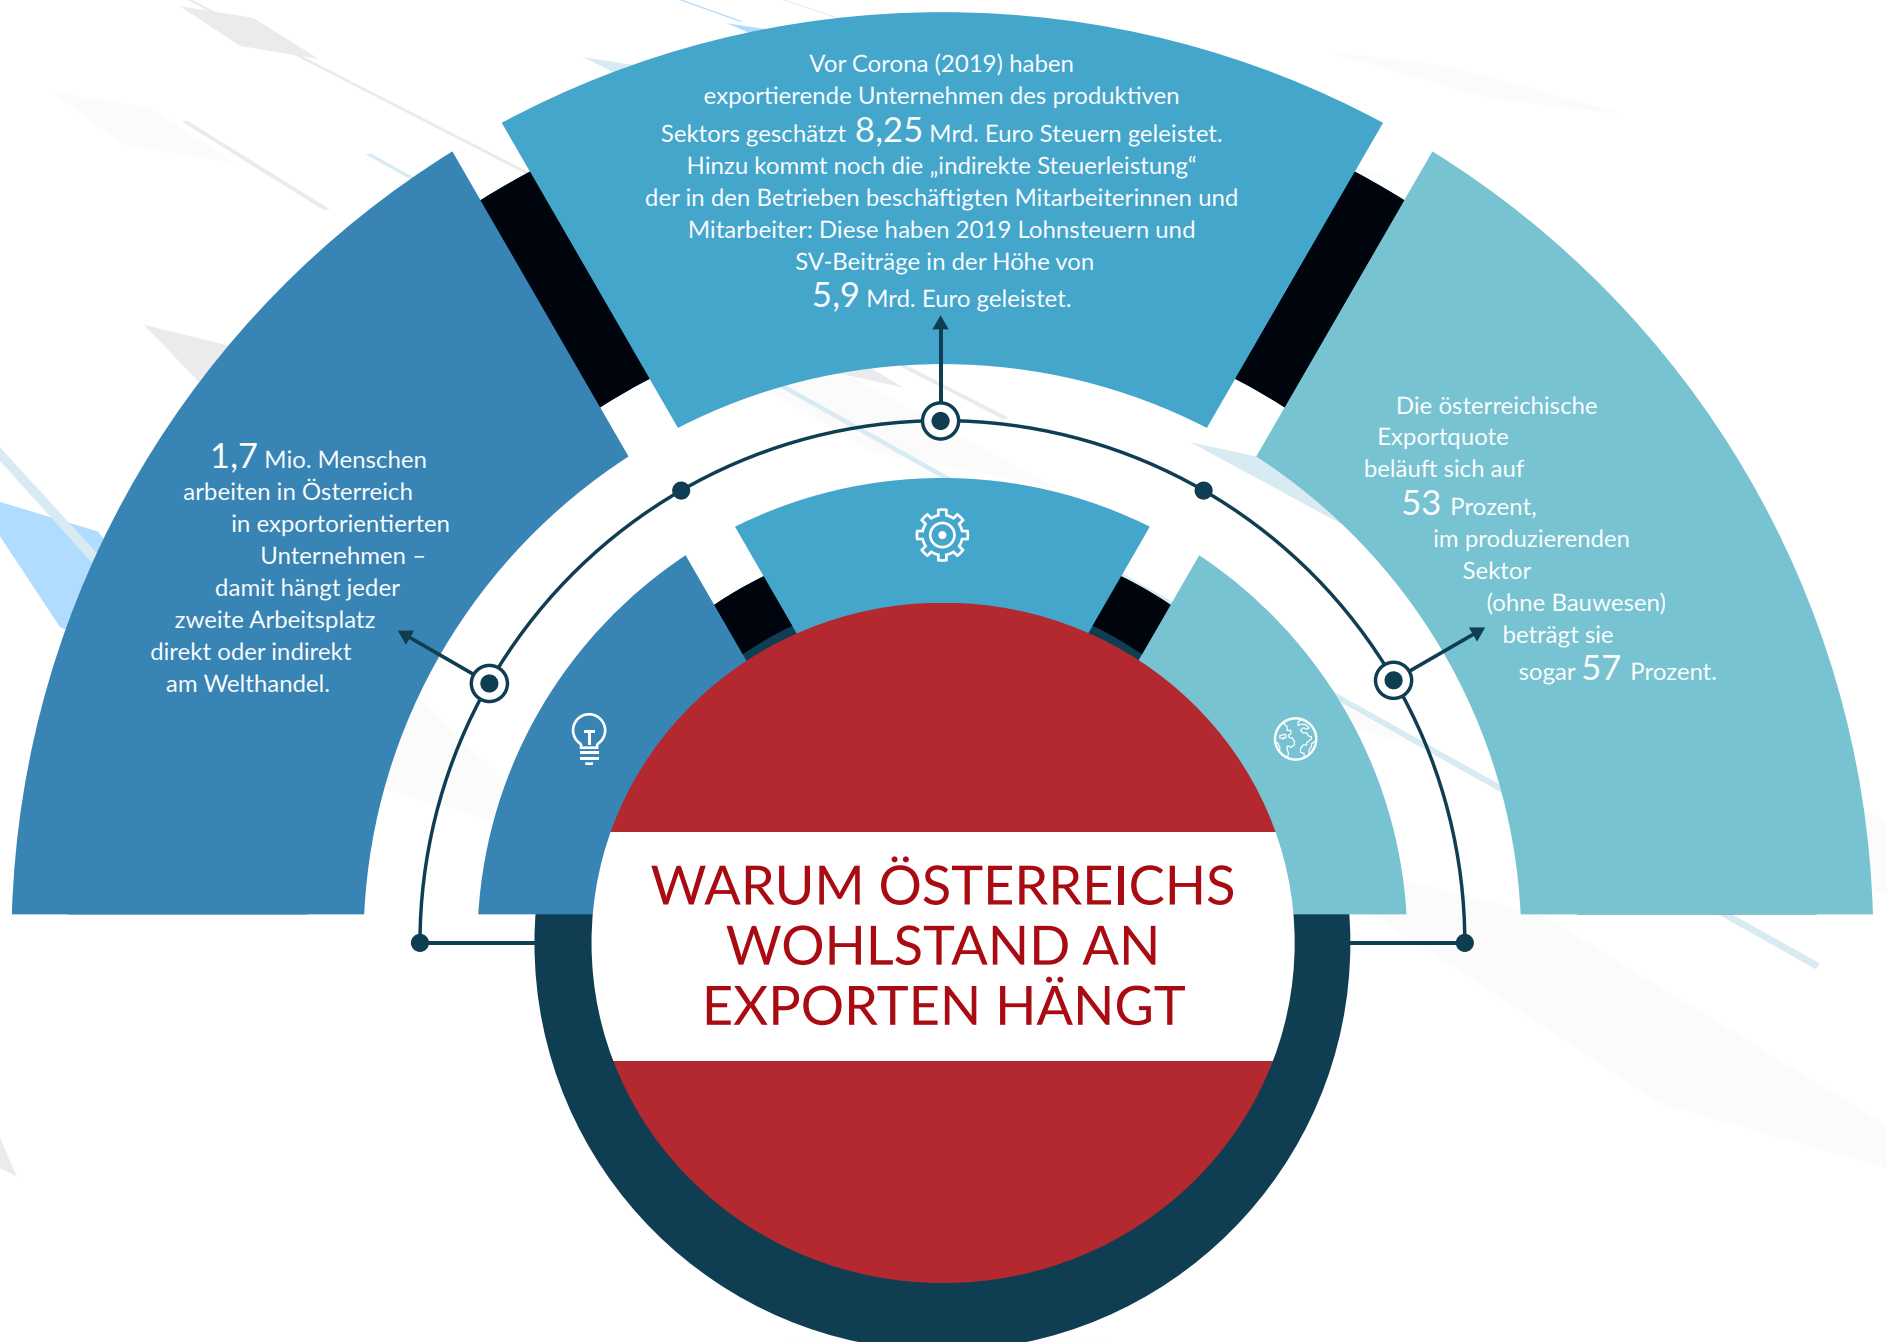 Vor Corona (2019) haben
exportierende Unternehmen des produktiven
Sektors geschätzt 8,25 Mrd. Euro Steuern geleistet.
Hinzu kommt noch die „indirekte Steuerleistung“
der in den Betrieben beschäftigten Mitarbeiterinnen und
Mitarbeiter: Diese haben 2019 Lohnsteuern und
SV-Beiträge in der Höhe von
5,9 Mrd. Euro geleistet.
1,7 Mio. Menschen
arbeiten in Österreich
in exportorientierten
Unternehmen –
damit hängt jeder
zweite Arbeitsplatz
direkt oder indirekt
am Welthandel.
Die österreichische
Exportquote
beläuft sich auf
53 Prozent,
im produzierenden
Sektor
(ohne Bauwesen)
beträgt sie
sogar 57 Prozent.
WARUM ÖSTERREICHS
WOHLSTAND AN
EXPORTEN HÄNGT